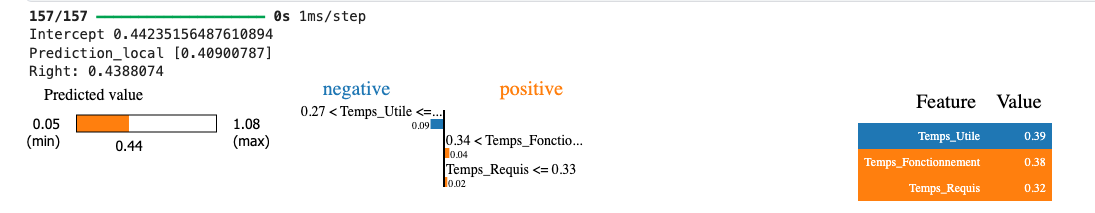 157/157 ━━━━━━━━━━━━━━━━━━━━ 0s 1ms/step
Intercept 0.44235156487610894
Prediction_local [0.40900787]
Right: 0.4388074
Predicted value
0.05
(min)
0.44
1.08
(max)
negative
positive
0.27 < Temps_Utile <=...
0.09
0.34 < Temps_Fonctio...
0.04
Temps_Requis <= 0.33
0.02
Feature Value
Temps_Utile 0.39
Temps_Fonctionnement 0.38
Temps_Requis 0.32